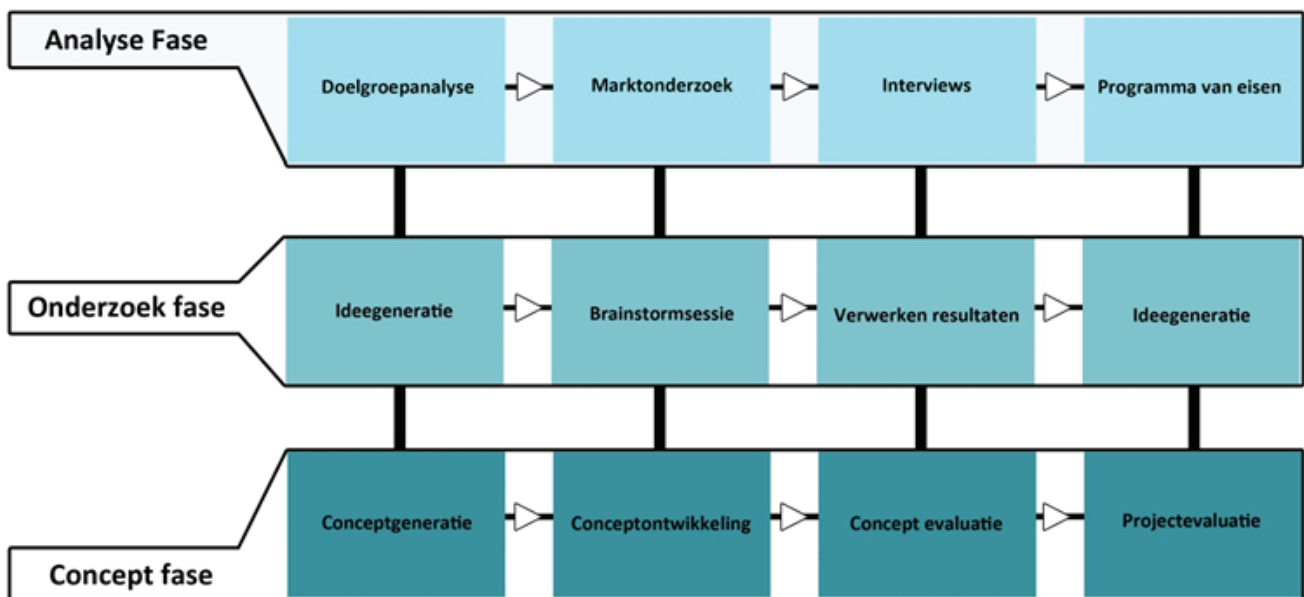 Analyse Fase
Doelgroepanalyse
Marktonderzoek
Interviews
Programma van eisen
Onderzoek fase
Ideegeneratie
Brainstormsessie
Verwerken resultaten
Ideegeneratie
Concept fase
Conceptgeneratie
Conceptontwikkeling
Concept evaluatie
Projectevaluatie